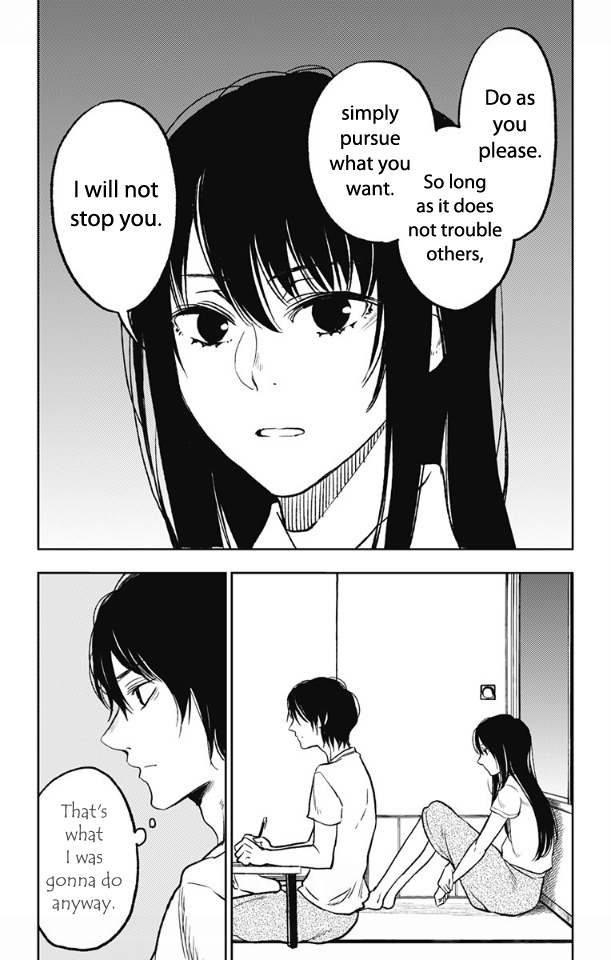 Do as
you
please.
So long
as it does
not trouble
others,
simply
pursue
what you
want.
I will not
stop you.
That's
what
I was
gonna do
anyway.